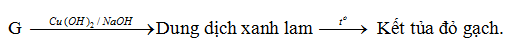 G Cu(OH)₂/NaOH⟶ Dung dịch xanh lam t°⟶ Kết tủa đỏ gạch.